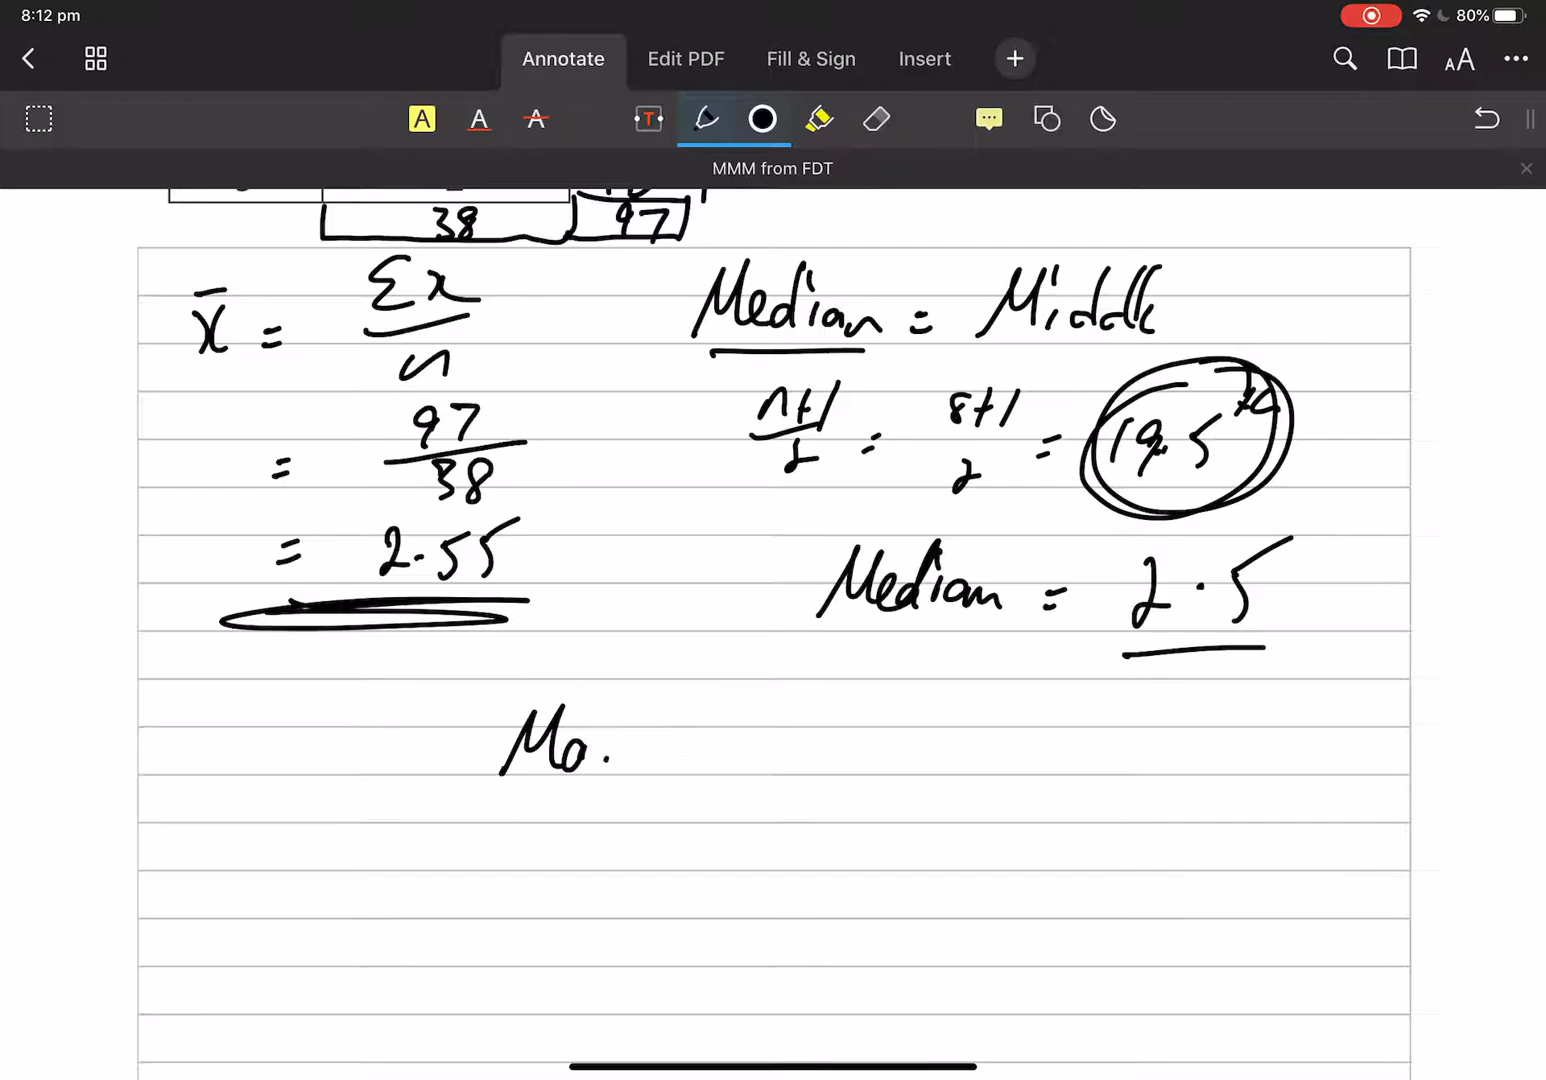 8:12 pm
80%
Annotate Edit PDF Fill & Sign Insert +
AA
A A A T
MMM from FDT
38 97
x̄ = Σx / n
= 97 / 38
= 2.55
Median = Middle
n+1 / 2 = 8+1 / 2 = 19.5
Median = 2.5
Mo.